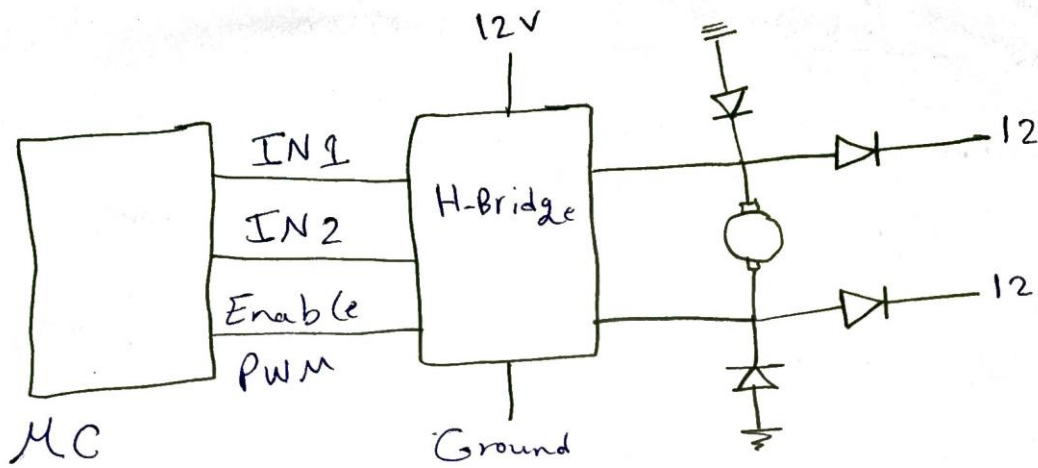 12V
IN1
IN2
Enable
PWM
H-Bridge
12
12
MC
Ground